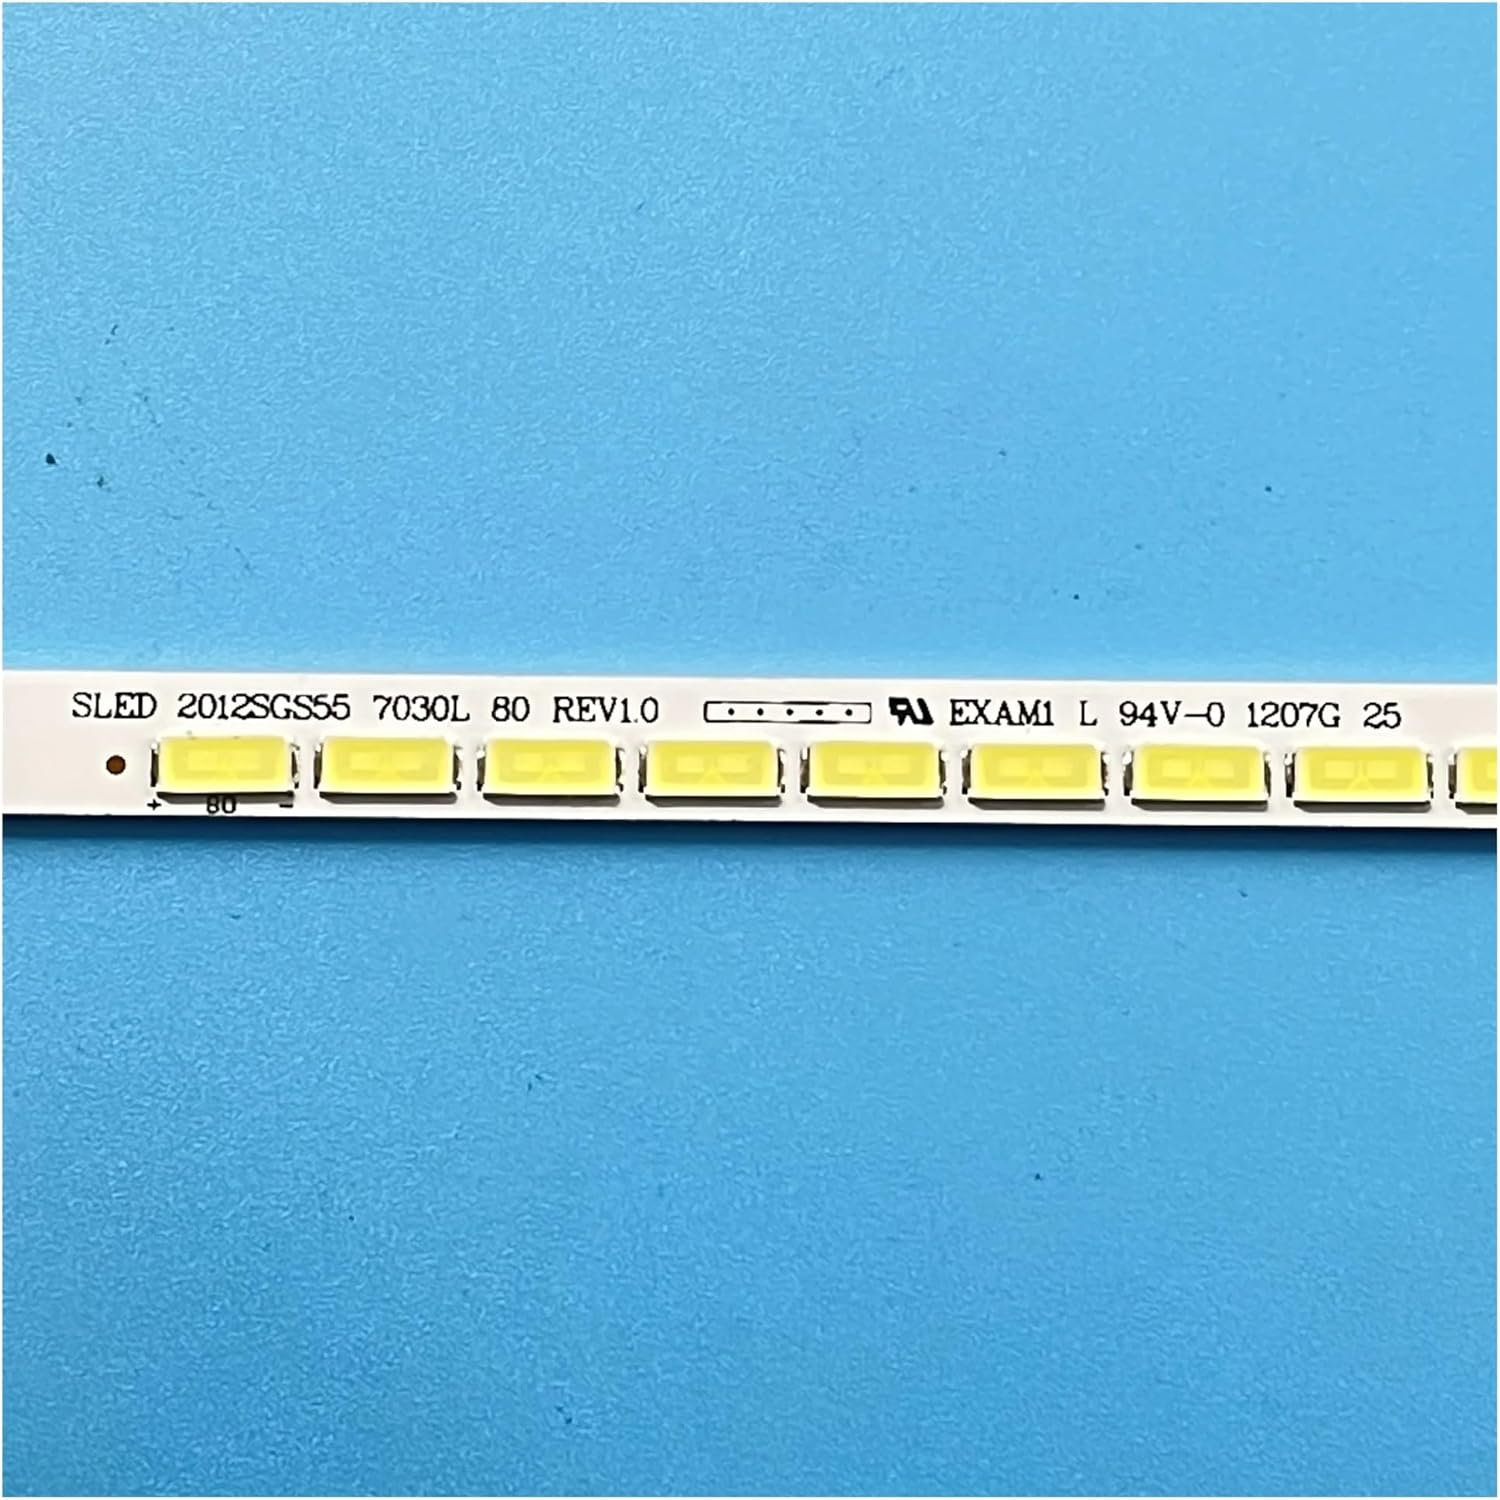 SLED 2012SGS55 7030L 80 REV1.0 EXAM1 L 94V-0 1207G 25
+ 80 -